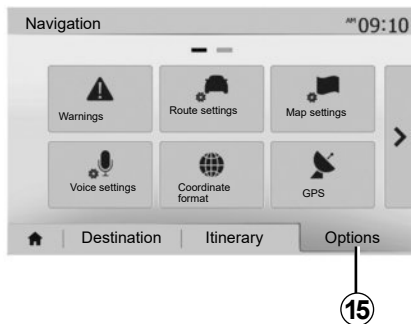 Navigation AM 09:10
Warnings Route settings Map settings
Voice settings Coordinate
format GPS
Destination Itinerary Options
15